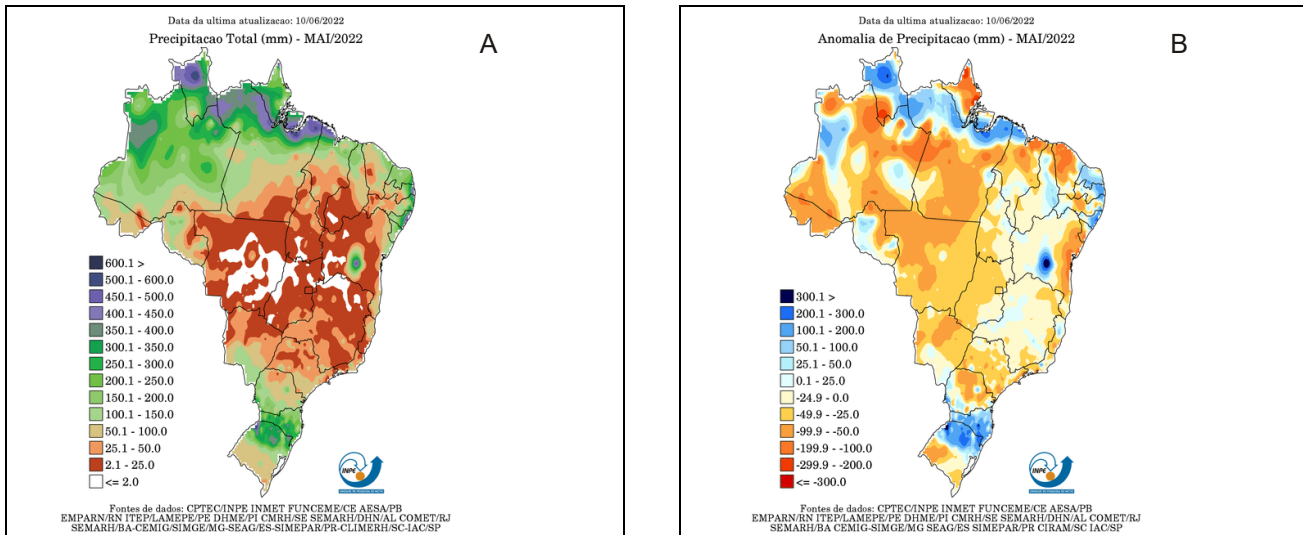 Data da ultima atualizacao: 10/06/2022
Precipitacao Total (mm) - MAI/2022
A
600.1 >
500.1 - 600.0
450.1 - 500.0
400.1 - 450.0
350.1 - 400.0
300.1 - 350.0
250.1 - 300.0
200.1 - 250.0
150.1 - 200.0
100.1 - 150.0
50.1 - 100.0
25.1 - 50.0
2.1 - 25.0
<= 2.0
INPE
Fontes de dados: CPTEC/INPE INMET FUNCEME/CE AESA/PB
EMPARN/RN ITEP/LAMEPE/PE DHME/PI CMRH/SE SEMARH/DHN/AL COMET/RJ
SEMARH/BA-CEMIG/SIMGE/MG-SEAG/ES-SIMEPAR/PR-CLIMERH/SC-IAC/SP
Data da ultima atualizacao: 10/06/2022
Anomalia de Precipitacao (mm) - MAI/2022
B
300.1 >
200.1 - 300.0
100.1 - 200.0
50.1 - 100.0
25.1 - 50.0
0.1 - 25.0
-24.9 - 0.0
-49.9 - -25.0
-99.9 - -50.0
-199.9 - -100.0
-299.9 - -200.0
<= -300.0
INPE
Fontes de dados: CPTEC/INPE INMET FUNCEME/CE AESA/PB
EMPARN/RN ITEP/LAMEPE/PE DHME/PI CMRH/SE SEMARH/DHN/AL COMET/RJ
SEMARH/BA CEMIG-SIMGE/MG SEAG/ES SIMEPAR/PR CIRAM/SC IAC/SP